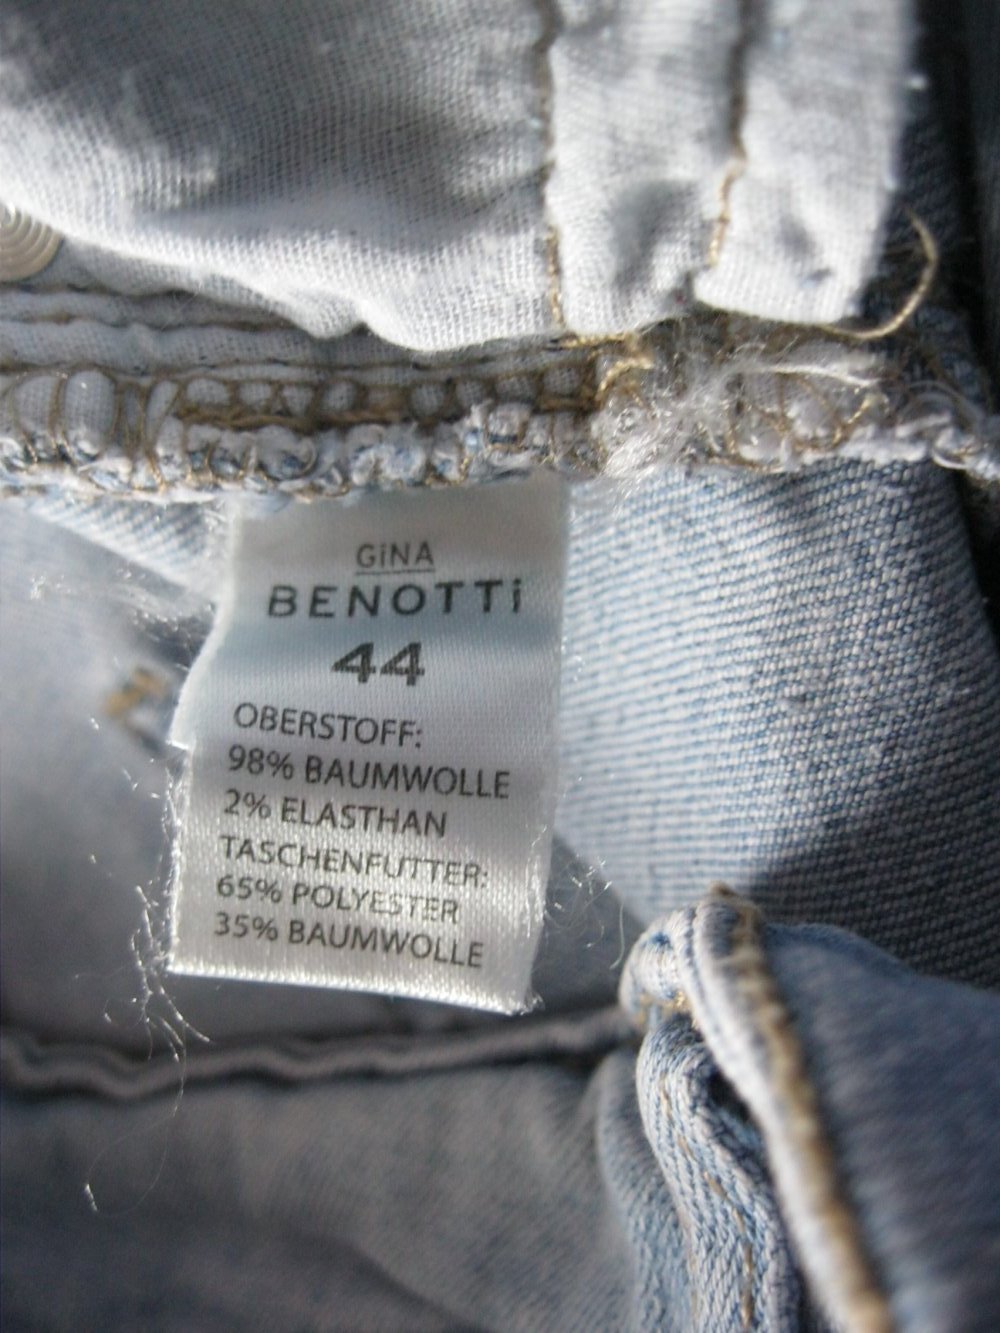 GiNA
BENOTTi
44
OBERSTOFF:
98% BAUMWOLLE
2% ELASTHAN
TASCHENFUTTER:
65% POLYESTER
35% BAUMWOLLE